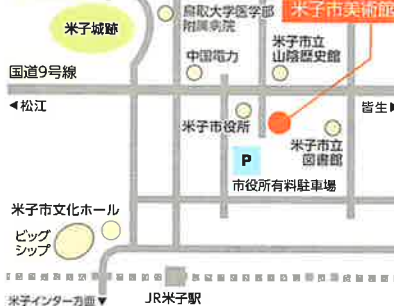 鳥取大学医学部
附属病院
米子市美術館
米子城跡
中国電力
米子市立
山陰歴史館
国道9号線
◀松江
皆生▶
米子市役所
米子市立
図書館
P
市役所有料駐車場
米子市文化ホール
ビッグ
シップ
米子インター方面▼
JR米子駅